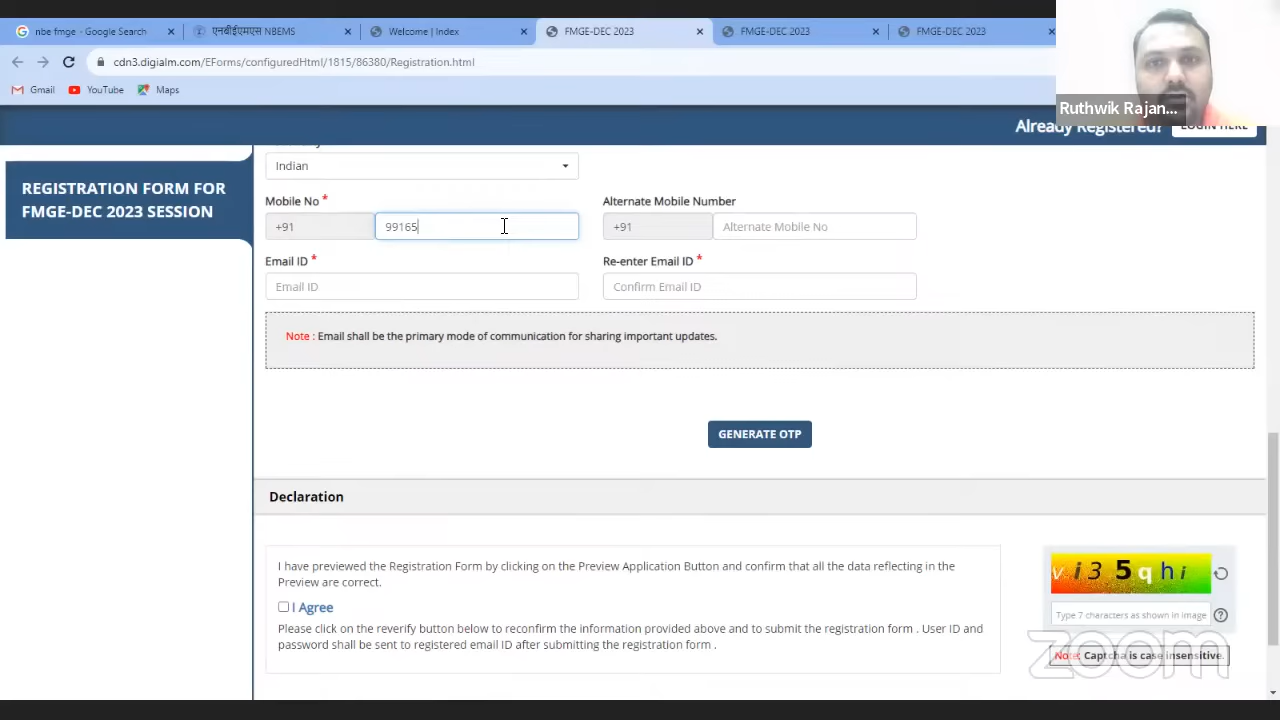 nbe fmge - Google Search
एनबीईएमएस NBEMS
Welcome | Index
FMGE-DEC 2023
FMGE-DEC 2023
FMGE-DEC 2023
cdn3.digialm.com/EForms/configuredHtml/1815/86380/Registration.html
Gmail
YouTube
Maps
Ruthwik Rajan...
Already Registered?
LOGIN HERE
REGISTRATION FORM FOR
FMGE-DEC 2023 SESSION
Indian
Mobile No *
Alternate Mobile Number
+91
99165
+91
Alternate Mobile No
Email ID *
Re-enter Email ID *
Email ID
Confirm Email ID
Note : Email shall be the primary mode of communication for sharing important updates.
GENERATE OTP
Declaration
I have previewed the Registration Form by clicking on the Preview Application Button and confirm that all the data reflecting in the
Preview are correct.
I Agree
Please click on the reverify button below to reconfirm the information provided above and to submit the registration form . User ID and
password shall be sent to registered email ID after submitting the registration form .
v i 3 5 q h i
Type 7 characters as shown in image
Note: Captcha is case insensitive.
zoom